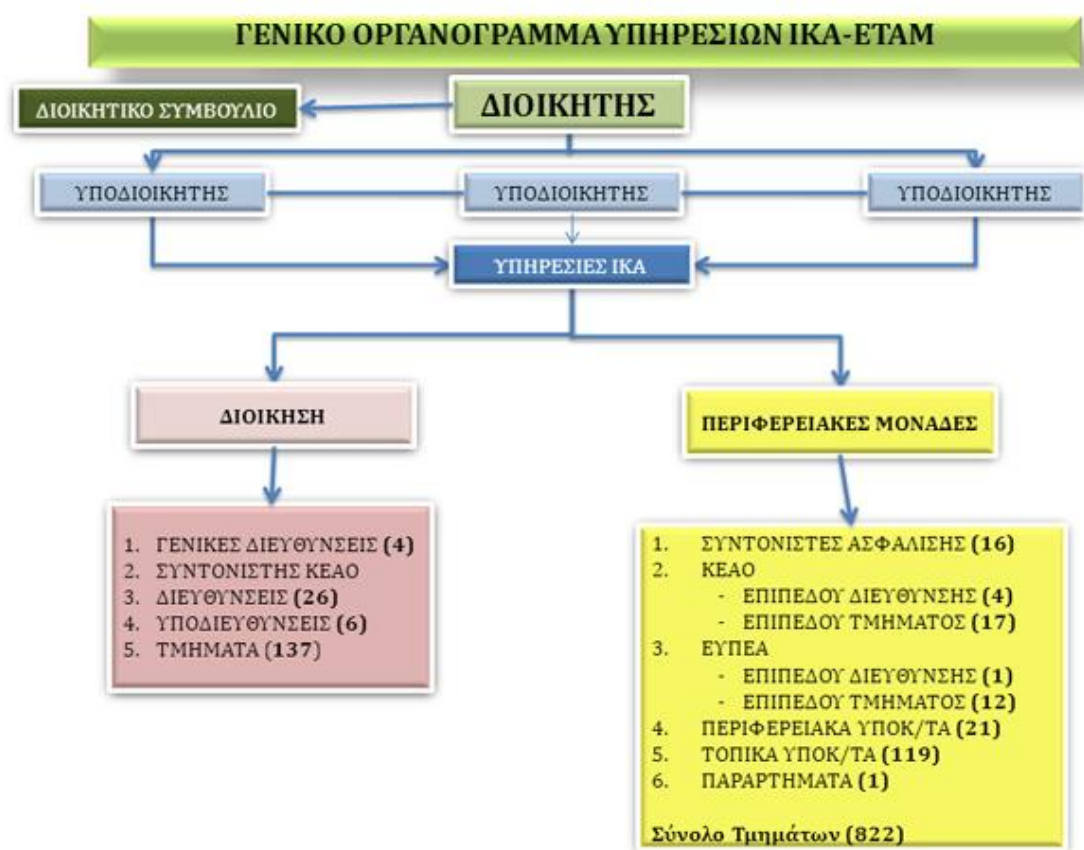 ΓΕΝΙΚΟ ΟΡΓΑΝΟΓΡΑΜΜΑ ΥΠΗΡΕΣΙΩΝ ΙΚΑ-ΕΤΑΜ
ΔΙΟΙΚΗΤΙΚΟ ΣΥΜΒΟΥΛΙΟ
ΔΙΟΙΚΗΤΗΣ
ΥΠΟΔΙΟΙΚΗΤΗΣ
ΥΠΟΔΙΟΙΚΗΤΗΣ
ΥΠΟΔΙΟΙΚΗΤΗΣ
ΥΠΗΡΕΣΙΕΣ ΙΚΑ
ΔΙΟΙΚΗΣΗ
1. ΓΕΝΙΚΕΣ ΔΙΕΥΘΥΝΣΕΙΣ (4)
2. ΣΥΝΤΟΝΙΣΤΗΣ ΚΕΑΟ
3. ΔΙΕΥΘΥΝΣΕΙΣ (26)
4. ΥΠΟΔΙΕΥΘΥΝΣΕΙΣ (6)
5. ΤΜΗΜΑΤΑ (137)
ΠΕΡΙΦΕΡΕΙΑΚΕΣ ΜΟΝΑΔΕΣ
1. ΣΥΝΤΟΝΙΣΤΕΣ ΑΣΦΑΛΙΣΗΣ (16)
2. ΚΕΑΟ
- ΕΠΙΠΕΔΟΥ ΔΙΕΥΘΥΝΣΗΣ (4)
- ΕΠΙΠΕΔΟΥ ΤΜΗΜΑΤΟΣ (17)
3. ΕΥΠΕΑ
- ΕΠΙΠΕΔΟΥ ΔΙΕΥΘΥΝΣΗΣ (1)
- ΕΠΙΠΕΔΟΥ ΤΜΗΜΑΤΟΣ (12)
4. ΠΕΡΙΦΕΡΕΙΑΚΑ ΥΠΟΚ/ΤΑ (21)
5. ΤΟΠΙΚΑ ΥΠΟΚ/ΤΑ (119)
6. ΠΑΡΑΡΤΗΜΑΤΑ (1)
Σύνολο Τμημάτων (822)